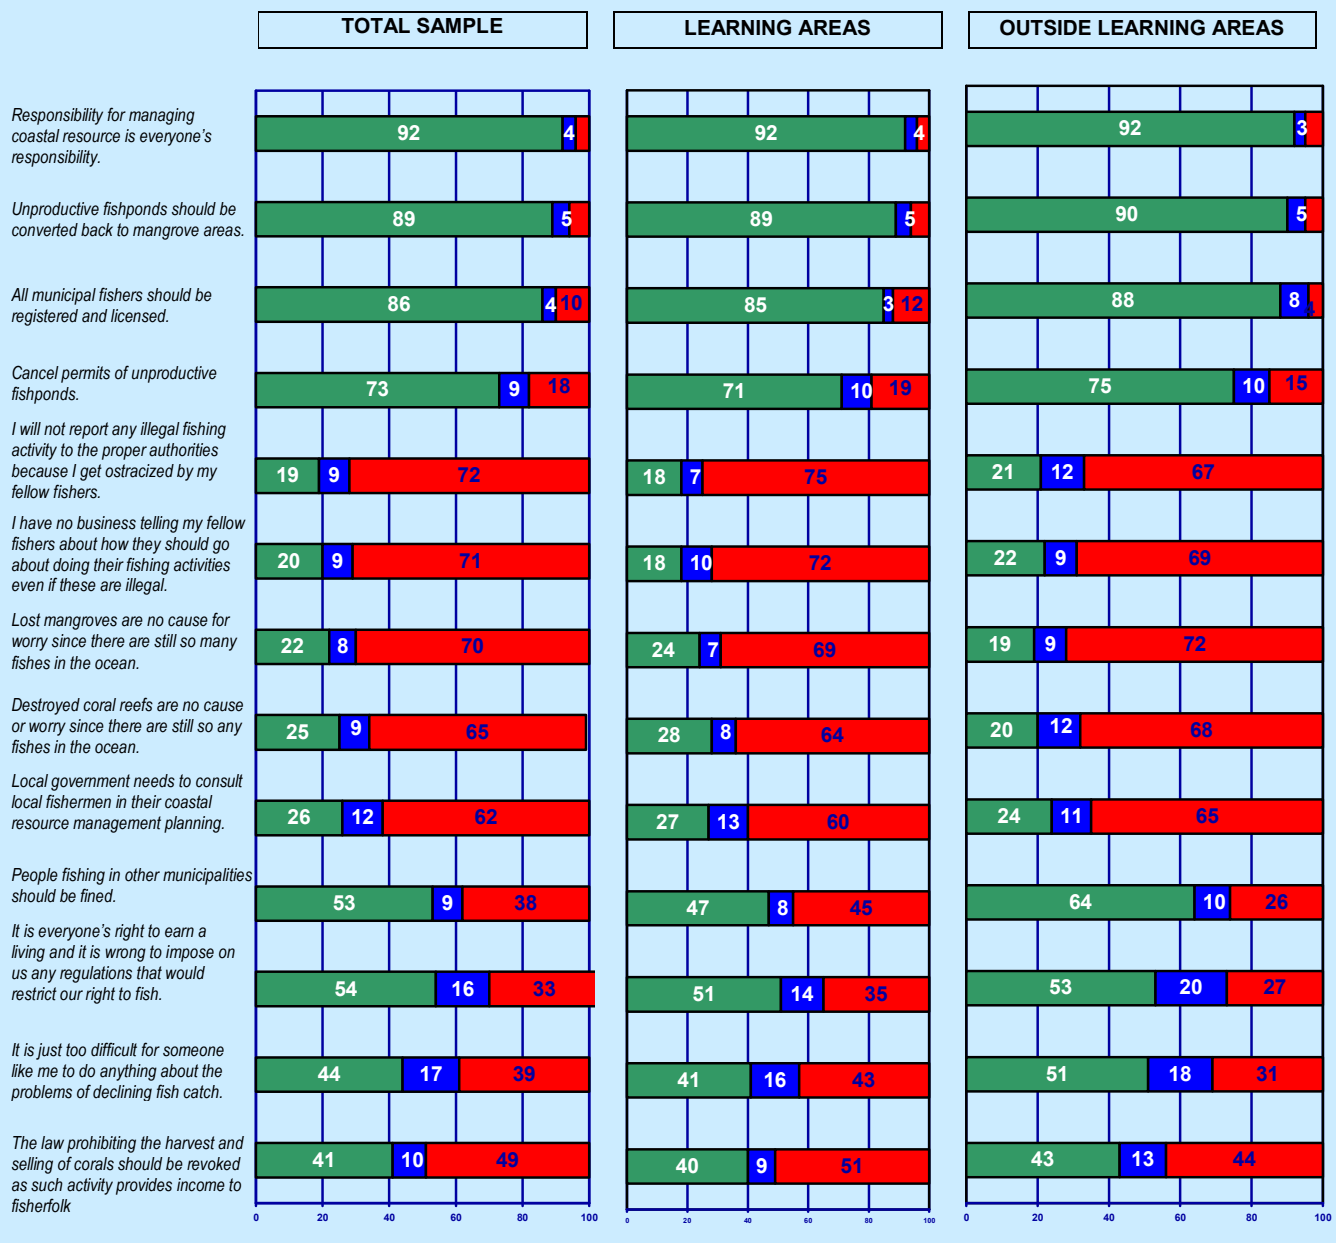 TOTAL SAMPLE
LEARNING AREAS
OUTSIDE LEARNING AREAS
Responsibility for managing
coastal resource is everyone's
responsibility.
92 4
92 4
92 3
Unproductive fishponds should be
converted back to mangrove areas.
89 5
89 5
90 5
All municipal fishers should be
registered and licensed.
86 4 10
85 3 12
88 8
Cancel permits of unproductive
fishponds.
73 9 18
71 10 19
75 10 15
I will not report any illegal fishing
activity to the proper authorities
because I get ostracized by my
fellow fishers.
19 9 72
18 7 75
21 12 67
I have no business telling my fellow
fishers about how they should go
about doing their fishing activities
even if these are illegal.
20 9 71
18 10 72
22 9 69
Lost mangroves are no cause for
worry since there are still so many
fishes in the ocean.
22 8 70
24 7 69
19 9 72
Destroyed coral reefs are no cause
or worry since there are still so any
fishes in the ocean.
25 9 65
28 8 64
20 12 68
Local government needs to consult
local fishermen in their coastal
resource management planning.
26 12 62
27 13 60
24 11 65
People fishing in other municipalities
should be fined.
53 9 38
47 8 45
64 10 26
It is everyone's right to earn a
living and it is wrong to impose on
us any regulations that would
restrict our right to fish.
54 16 33
51 14 35
53 20 27
It is just too difficult for someone
like me to do anything about the
problems of declining fish catch.
44 17 39
41 16 43
51 18 31
The law prohibiting the harvest and
selling of corals should be revoked
as such activity provides income to
fisherfolk
41 10 49
40 9 51
43 13 44
0 20 40 60 80 100
0 20 40 60 80 100
0 20 40 60 80 100